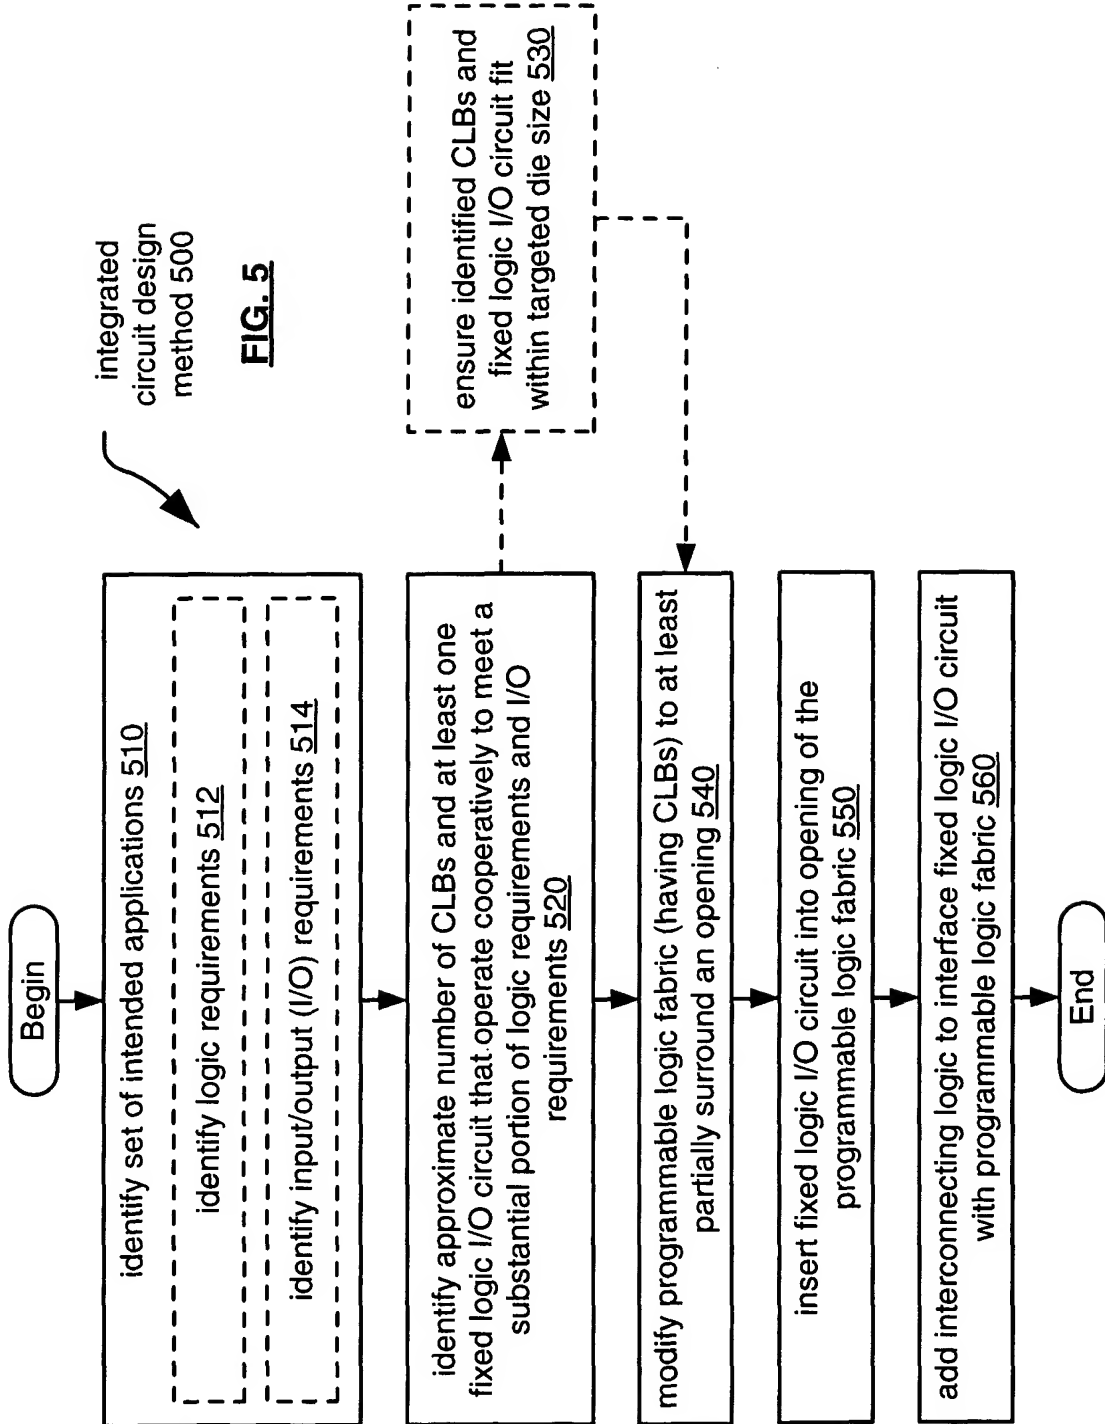 integrated
circuit design
method 500
FIG. 5
Begin
identify set of intended applications 510
identify logic requirements 512
identify input/output (I/O) requirements 514
identify approximate number of CLBs and at least one
fixed logic I/O circuit that operate cooperatively to meet a
substantial portion of logic requirements and I/O
requirements 520
ensure identified CLBs and
fixed logic I/O circuit fit
within targeted die size 530
modify programmable logic fabric (having CLBs) to at least
partially surround an opening 540
insert fixed logic I/O circuit into opening of the
programmable logic fabric 550
add interconnecting logic to interface fixed logic I/O circuit
with programmable logic fabric 560
End